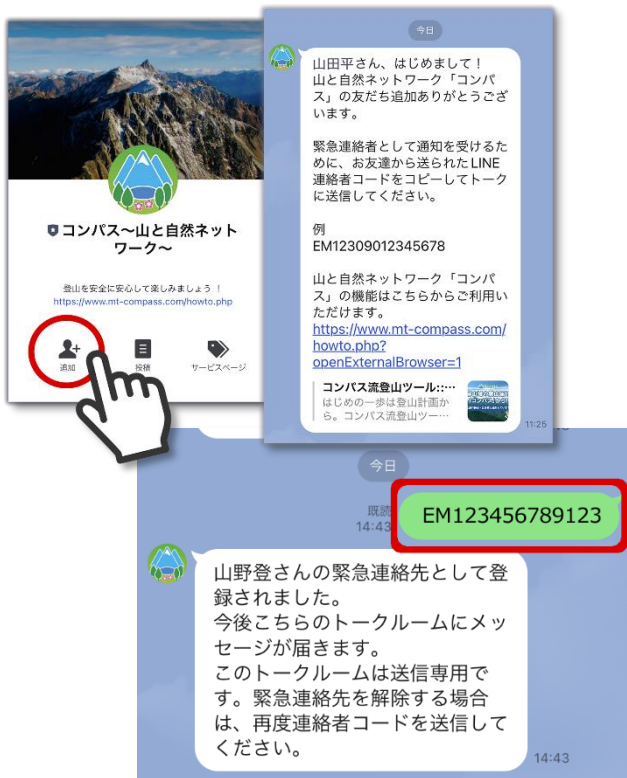 コンパス〜山と自然ネット
ワーク〜
登山を安全に安心して楽しみましょう！
https://www.mt-compass.com/howto.php
追加
投稿
サービスページ
今日
山田平さん、はじめまして！
山と自然ネットワーク「コンパ
ス」の友だち追加ありがとうござ
います。
緊急連絡者として通知を受けるた
めに、お友達から送られたLINE
連絡者コードをコピーしてトーク
に送信してください。
例
EM12309012345678
山と自然ネットワーク「コンパ
ス」の機能はこちらからご利用い
ただけます。
https://www.mt-compass.com/
howto.php?
openExternalBrowser=1
コンパス流登山ツール::…
はじめの一歩は登山計画か
ら。コンパス流登山ツー…
11:25
今日
既読
14:43
EM123456789123
山野登さんの緊急連絡先として登
録されました。
今後こちらのトークルームにメッ
セージが届きます。
このトークルームは送信専用で
す。緊急連絡先を解除する場合
は、再度連絡者コードを送信して
ください。
14:43